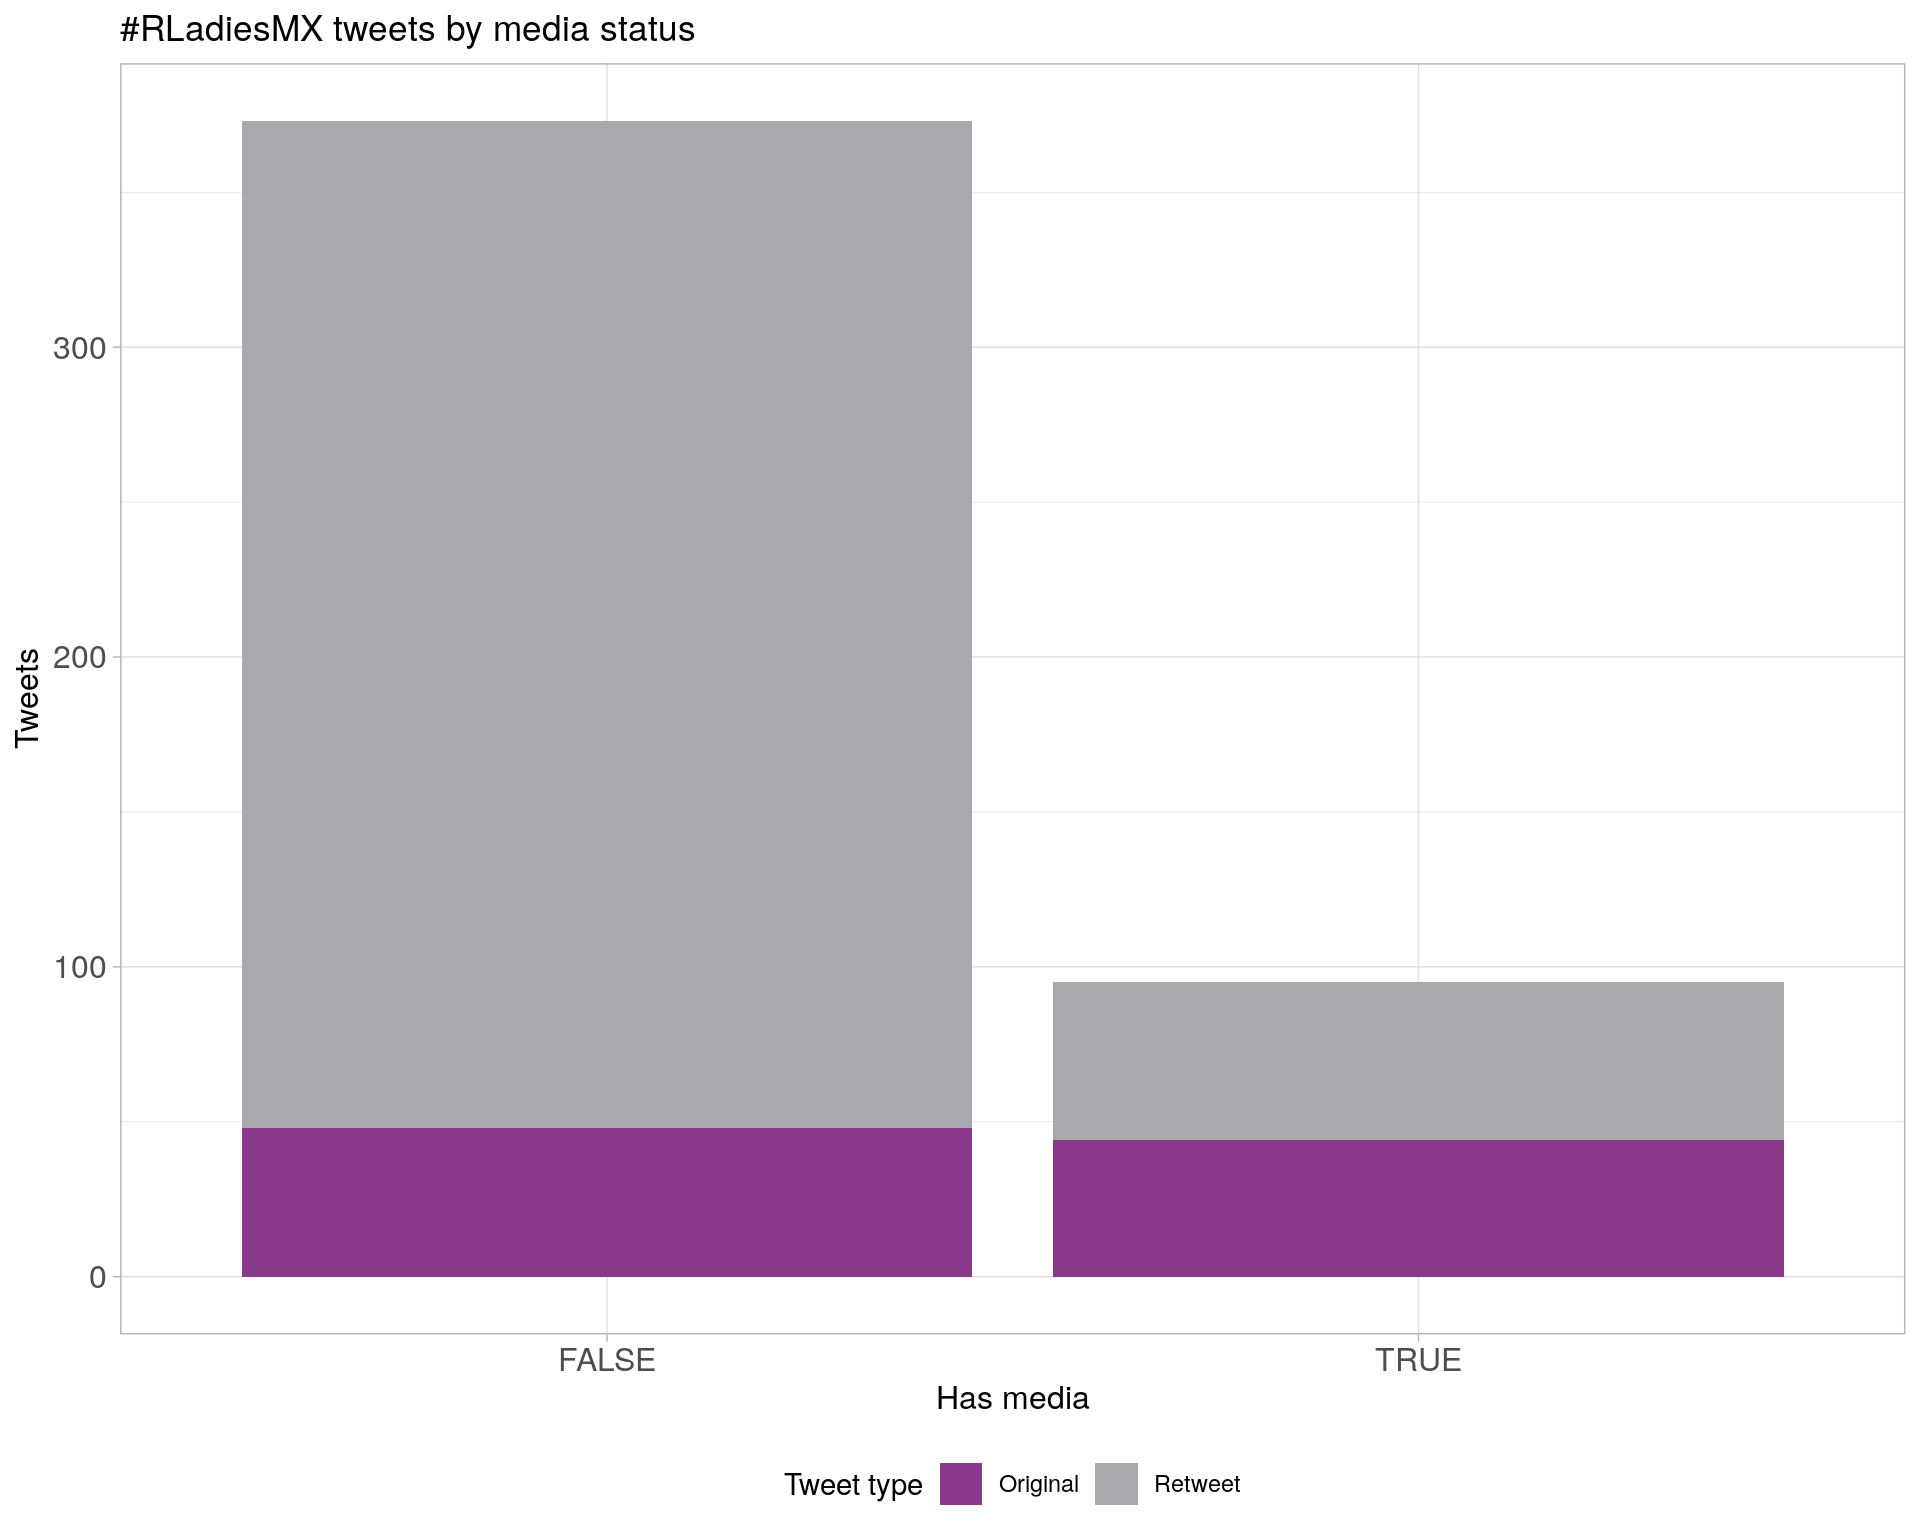 #RLadiesMX tweets by media status
Tweets
300
200
100
0
FALSE TRUE
Has media
Tweet type Original Retweet